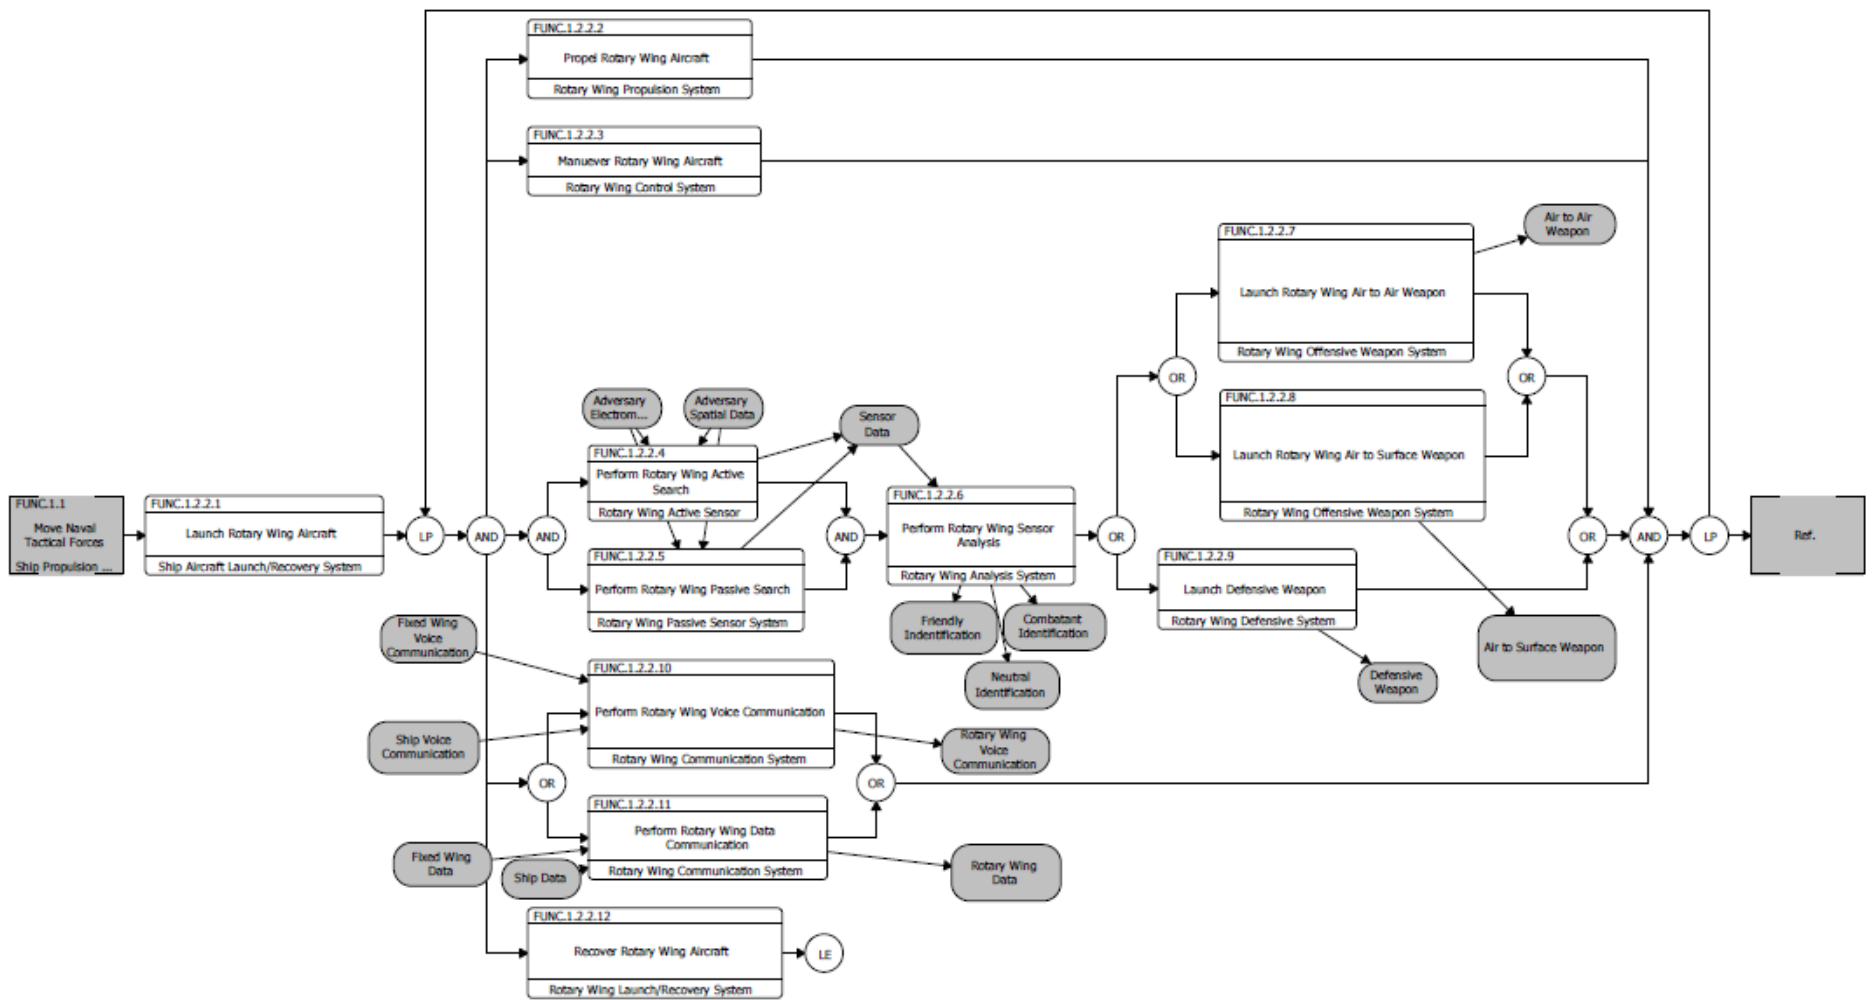 FUNC.1.2.2.2
Propel Rotary Wing Aircraft
Rotary Wing Propulsion System
FUNC.1.2.2.3
Manuever Rotary Wing Aircraft
Rotary Wing Control System
FUNC.1.2.2.7
Launch Rotary Wing Air to Air Weapon
Rotary Wing Offensive Weapon System
Air to Air
Weapon
OR
OR
FUNC.1.2.2.8
Launch Rotary Wing Air to Surface Weapon
Rotary Wing Offensive Weapon System
Adversary
Electrom...
Adversary
Spatial Data
Sensor
Data
FUNC.1.2.2.4
Perform Rotary Wing Active
Search
Rotary Wing Active Sensor
FUNC.1.1
Move Naval
Tactical Forces
Ship Propulsion ...
FUNC.1.2.2.1
Launch Rotary Wing Aircraft
Ship Aircraft Launch/Recovery System
LP
AND
AND
AND
FUNC.1.2.2.6
Perform Rotary Wing Sensor
Analysis
Rotary Wing Analysis System
OR
OR
AND
LP
Ref.
FUNC.1.2.2.5
Perform Rotary Wing Passive Search
Rotary Wing Passive Sensor System
FUNC.1.2.2.9
Launch Defensive Weapon
Rotary Wing Defensive System
Friendly
Indentification
Combatant
Identification
Neutral
Identification
Defensive
Weapon
Air to Surface Weapon
Fixed Wing
Voice
Communication
Ship Voice
Communication
FUNC.1.2.2.10
Perform Rotary Wing Voice Communication
Rotary Wing Communication System
Rotary Wing
Voice
Communication
OR
OR
FUNC.1.2.2.11
Perform Rotary Wing Data
Communication
Rotary Wing Communication System
Fixed Wing
Data
Ship Data
Rotary Wing
Data
FUNC.1.2.2.12
Recover Rotary Wing Aircraft
Rotary Wing Launch/Recovery System
LE